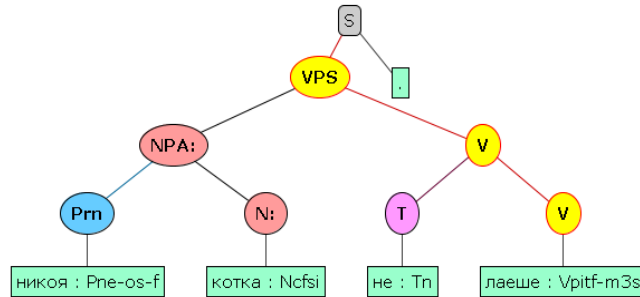 S
VPS
.
NPA:
V
Prn
N:
T
V
никоя : Pne-os-f
котка : Ncfsi
не : Tn
лаеше : Vpitf-m3s